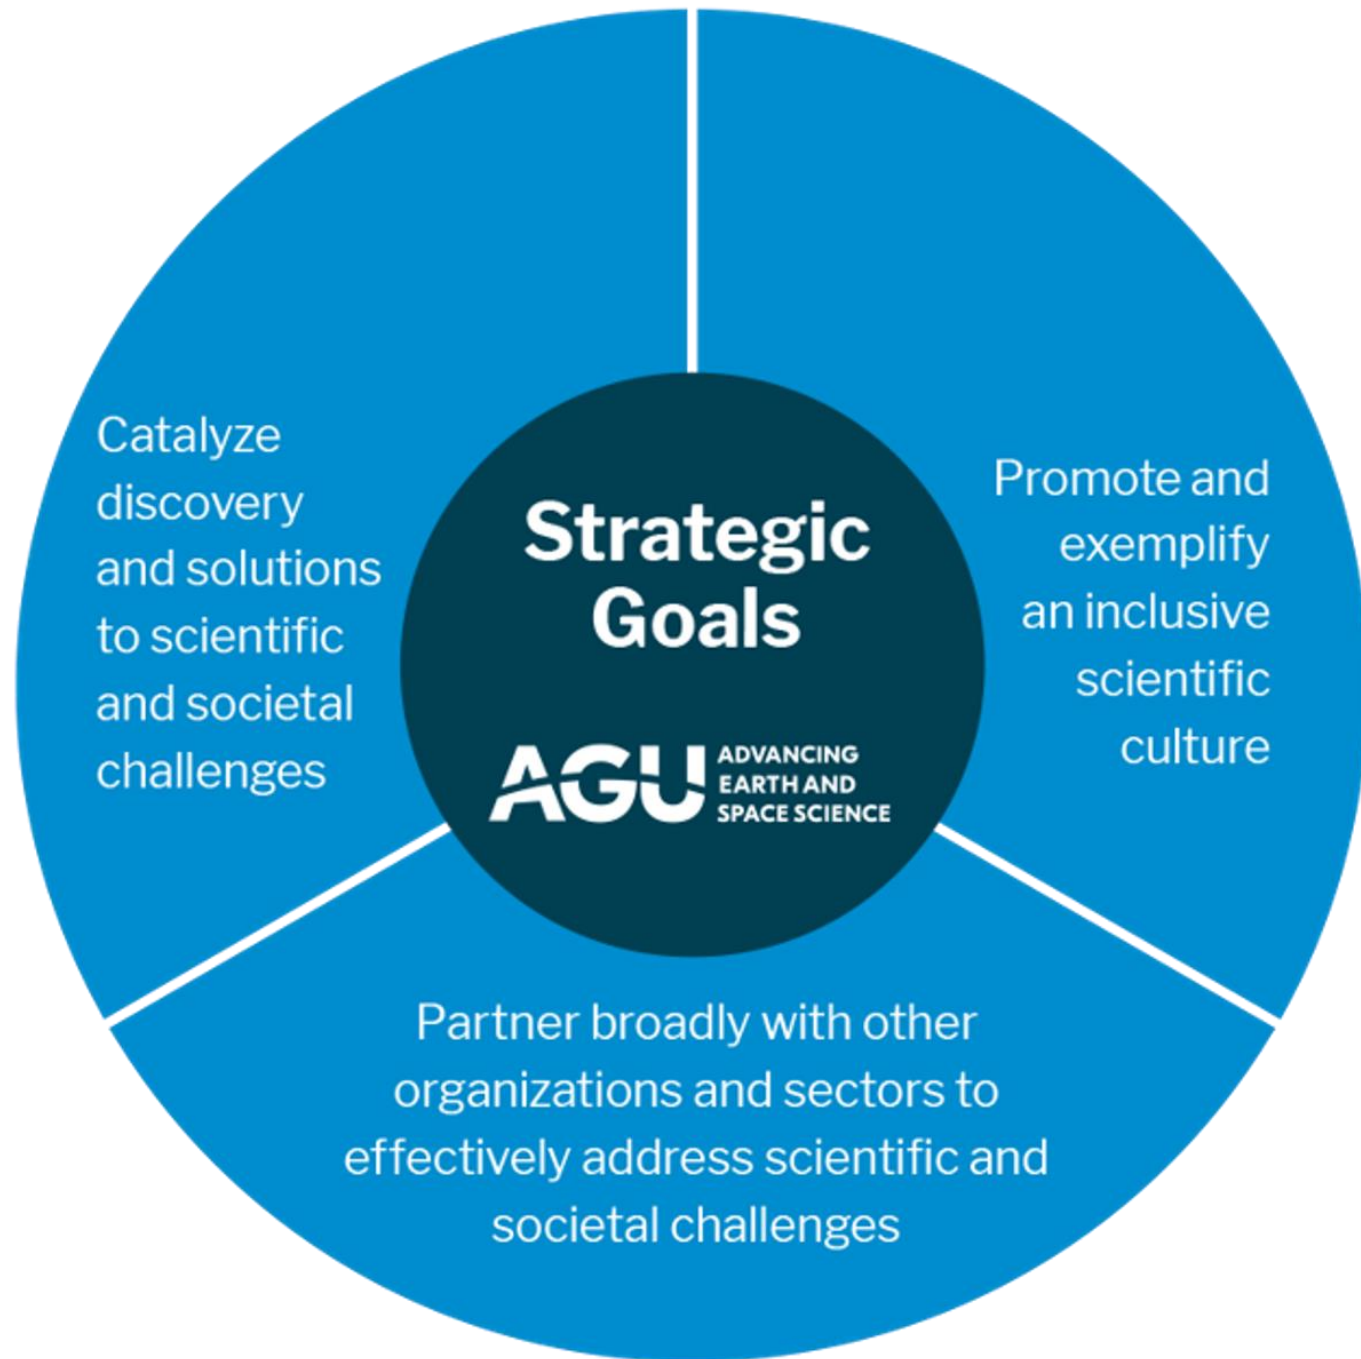 Catalyze
discovery
and solutions
to scientific
and societal
challenges
Strategic
Goals
AGU
ADVANCING
EARTH AND
SPACE SCIENCE
Promote and
exemplify
an inclusive
scientific
culture
Partner broadly with other
organizations and sectors to
effectively address scientific and
societal challenges